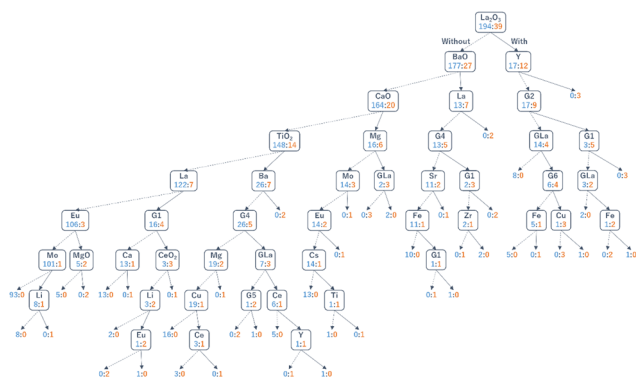 La₂O₃
194:39
Without
With
BaO
177:27
Y
17:12
CaO
164:20
La
13:7
G2
17:9
0:3
TiO₂
148:14
Mg
16:6
G4
13:5
0:2
GLa
14:4
G1
3:5
La
122:7
Ba
26:7
Mo
14:3
GLa
2:3
Sr
11:2
G1
2:3
8:0
G6
6:4
GLa
3:2
0:3
Eu
106:3
G1
16:4
G4
26:5
0:2
Eu
14:2
0:1
0:3
2:0
Fe
11:1
0:1
Zr
2:1
0:2
Fe
5:1
Cu
1:3
2:0
Fe
1:2
Mo
101:1
MgO
5:2
Ca
13:1
CeO₂
3:3
Mg
19:2
GLa
7:3
Cs
14:1
0:1
10:0
G1
1:1
0:1
2:0
5:0
0:1
0:3
1:0
0:2
1:0
93:0
Li
8:1
5:0
0:2
13:0
0:1
Li
3:2
0:1
Cu
19:1
0:1
G5
1:2
Ce
6:1
13:0
Ti
1:1
0:1
1:0
8:0
0:1
2:0
Eu
1:2
16:0
Ce
3:1
0:2
1:0
5:0
Y
1:1
1:0
0:1
0:2
1:0
3:0
0:1
0:1
1:0